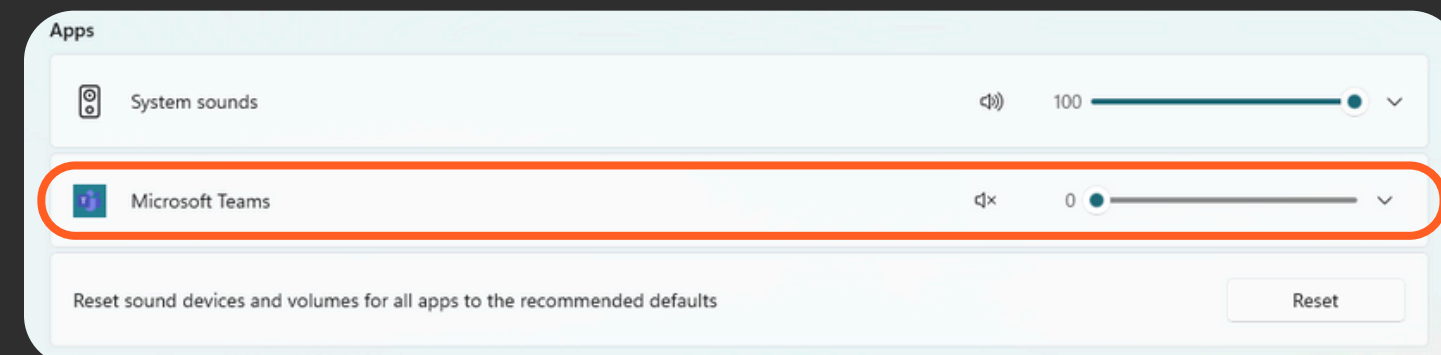 Apps
System sounds 100
Microsoft Teams 0
Reset sound devices and volumes for all apps to the recommended defaults Reset